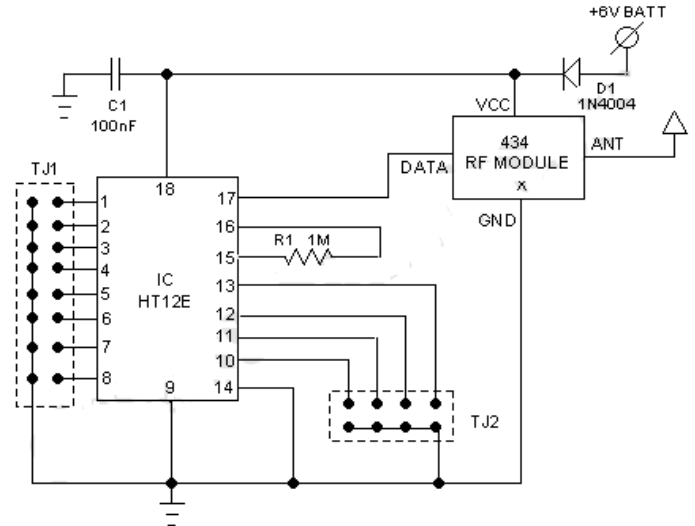 +6V BATT
D1
1N4004
C1
100nF
VCC
434
RF MODULE
x
ANT
DATA
GND
TJ1
18
17
16
15
13
12
11
10
14
9
1
2
3
4
5
6
7
8
IC
HT12E
R1 1M
TJ2